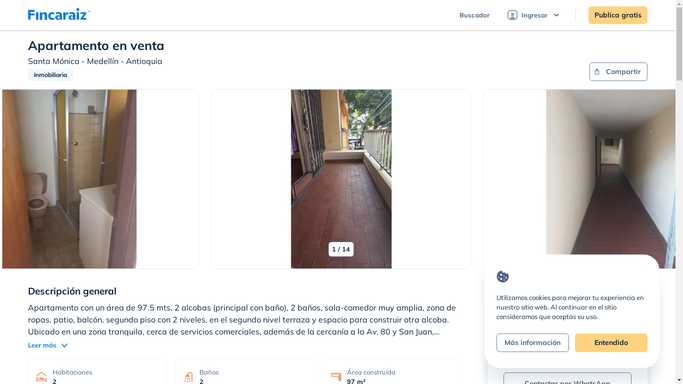 Fincaraiz
Buscador
Ingresar
Publica gratis
Apartamento en venta
Santa Mónica - Medellín - Antioquia
Inmobiliaria
Compartir
1 / 14
Descripción general
Apartamento con un área de 97.5 mts, 2 alcobas (principal con baño), 2 baños, sala-comedor muy amplia, zona de
ropas, patio, balcón, segundo piso con 2 niveles, en el segundo nivel terraza y espacio para construir otra alcoba.
Ubicado en una zona tranquila, cerca de servicios comerciales, además de la cercanía a la Av. 80 y San Juan,...
Leer más
Habitaciones
2
Baños
2
Área construida
97 m²
Utilizamos cookies para mejorar tu experiencia en
nuestro sitio web. Al continuar en el sitio
consideramos que aceptas su uso.
Más información
Entendido
Contactar por WhatsApp